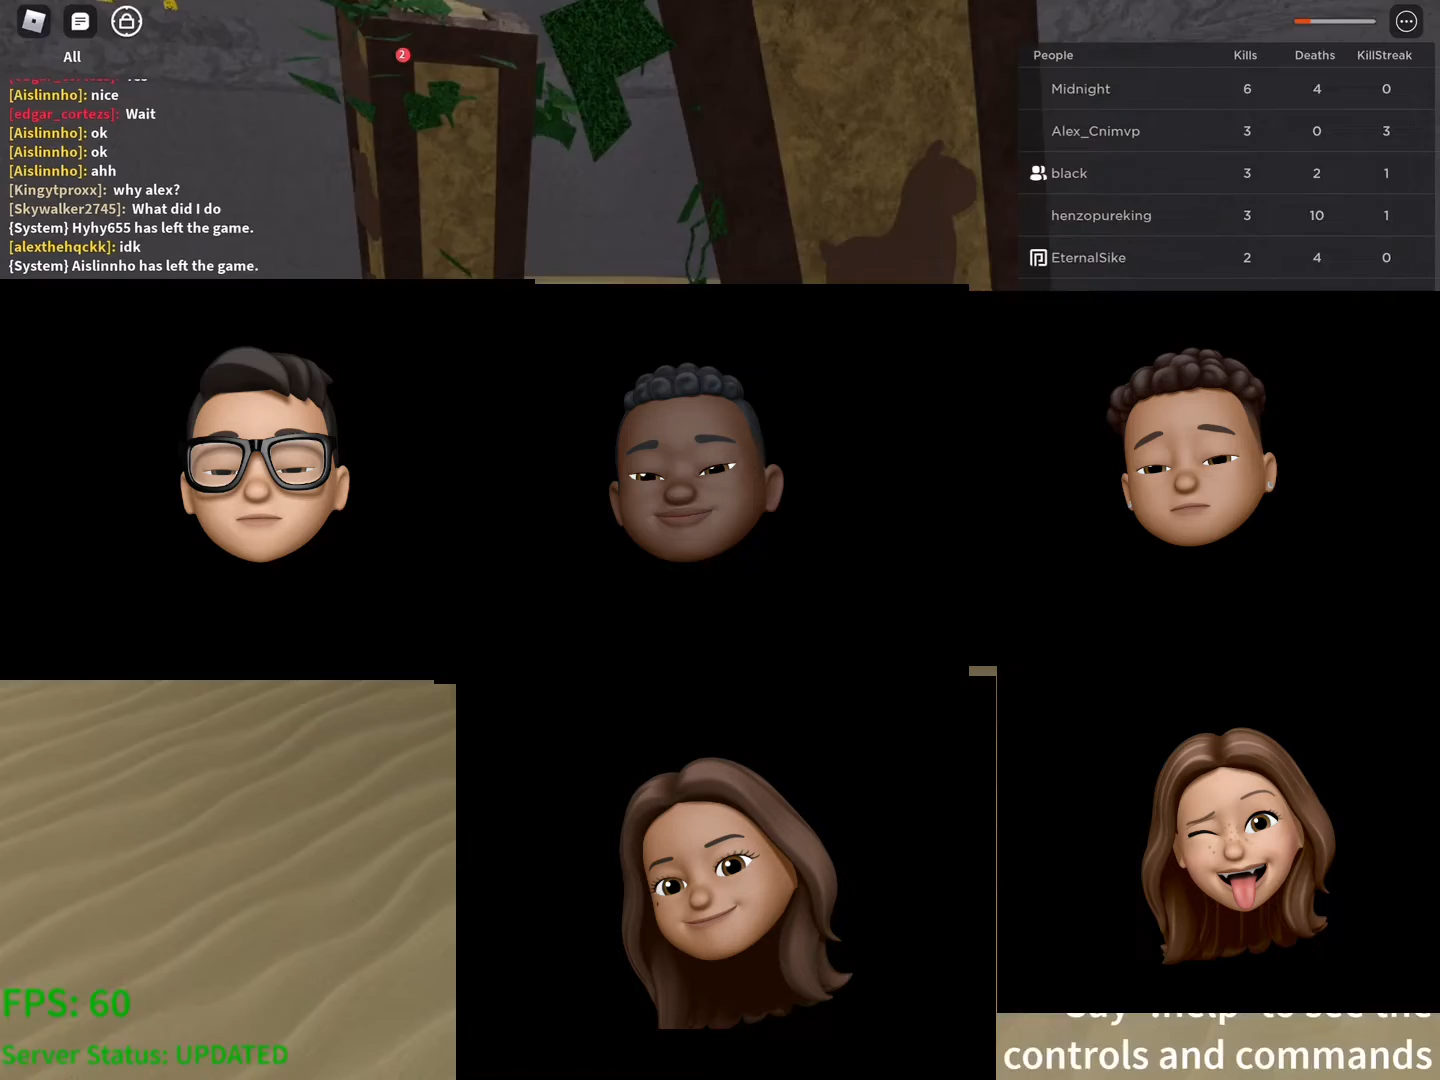 All
2
[Aislinnho]: nice
[edgar_cortezs]: Wait
[Aislinnho]: ok
[Aislinnho]: ok
[Aislinnho]: ahh
[Kingytproxx]: why alex?
[Skywalker2745]: What did I do
{System} Hyhy655 has left the game.
[alexthehqckk]: idk
{System} Aislinnho has left the game.
People Kills Deaths KillStreak
Midnight 6 4 0
Alex_Cnimvp 3 0 3
black 3 2 1
henzopureking 3 10 1
EternalSike 2 4 0
FPS: 60
Server Status: UPDATED
to see the
controls and commands